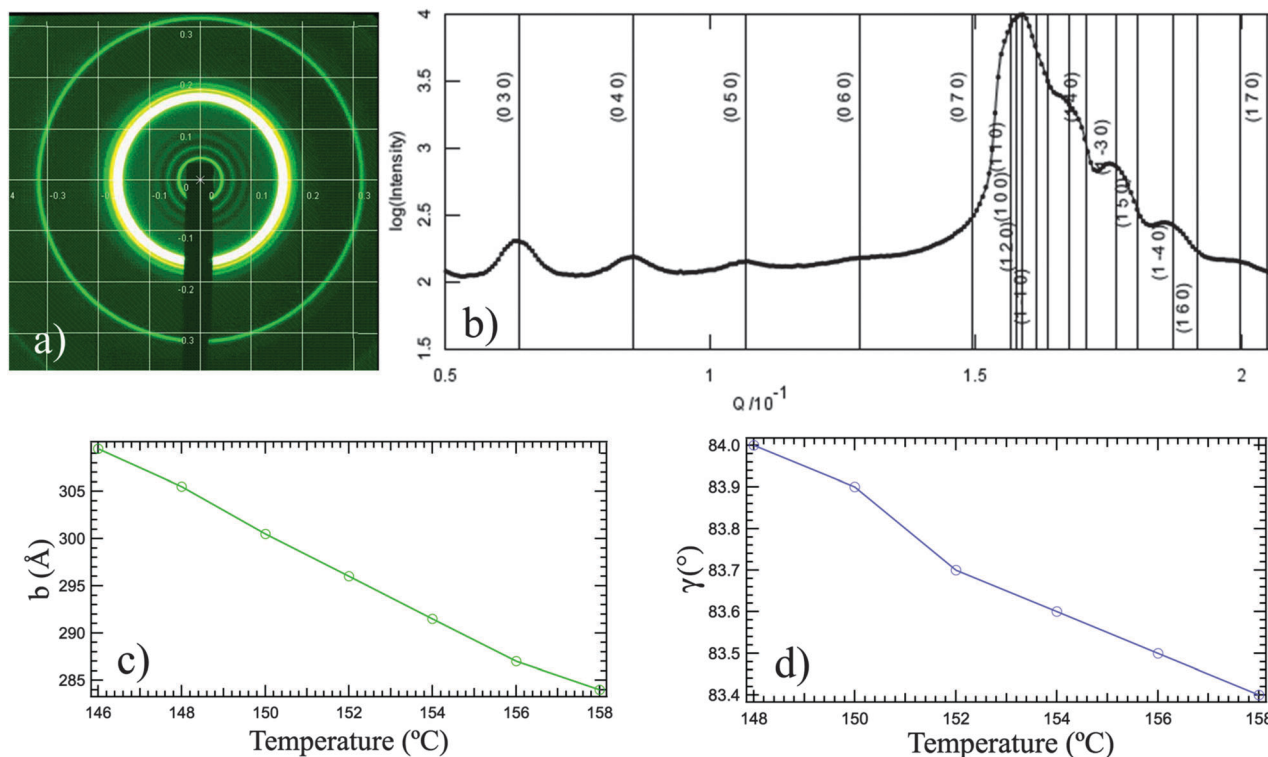 0.3
0.2
0.1
0
4 -0.3 -0.2 -0.1 0 0.1 0.2 0.3
-0.1
-0.2
-0.3
a)
4
3.5
3
2.5
2
1.5
log(Intensity)
(0 3 0)
(0 4 0)
(0 5 0)
(0 6 0)
(0 7 0)
(1 2 0)
(1 0 0)
(1 1 0)
(1 -1 0)
(1 4 0)
(1 5 0)
(1 -4 0)
(1 6 0)
(1 7 0)
b)
0.5 1 1.5 2
Q /10⁻¹
305
300
295
290
285
b (Å)
c)
146 148 150 152 154 156 158
Temperature (ºC)
84.0
83.9
83.8
83.7
83.6
83.5
83.4
γ(°)
d)
148 150 152 154 156 158
Temperature (ºC)